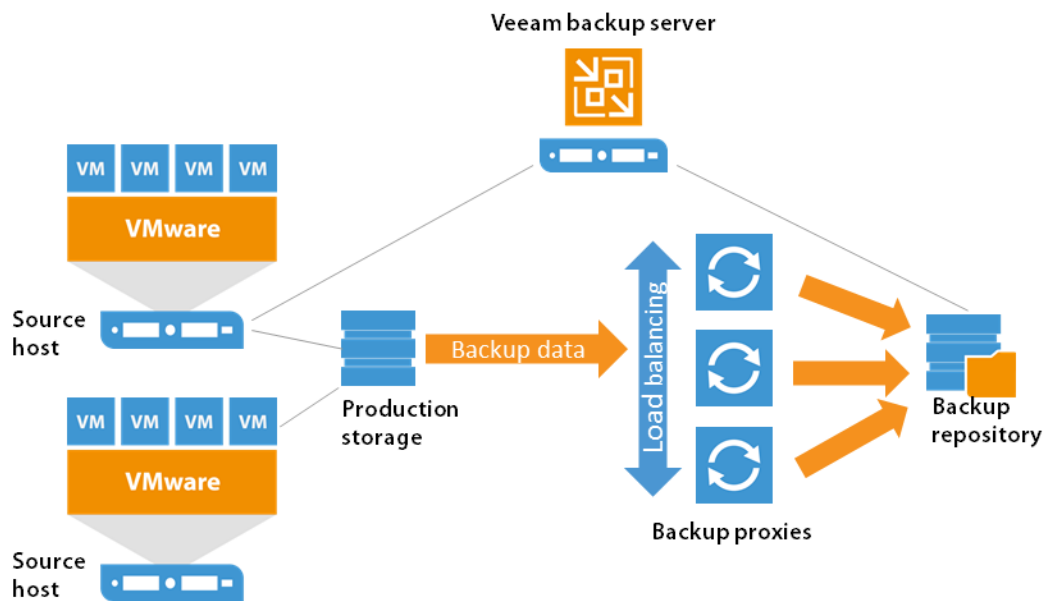 Veeam backup server
VM VM VM VM
VMware
Source
host
Production
storage
Backup data
Load balancing
Backup
repository
VM VM VM VM
VMware
Backup proxies
Source
host